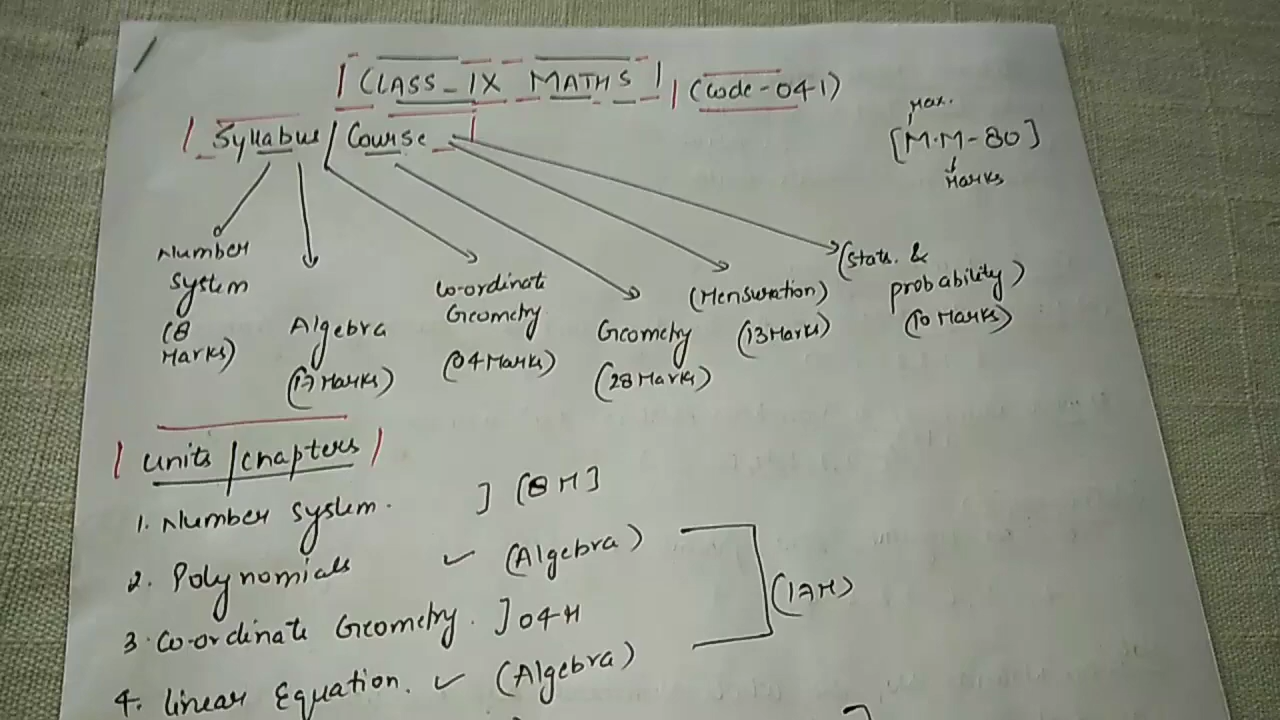 CLASS - IX MATHS (Code-041)
Syllabus / Course
Max.
[M.M-80]
Marks
Number
System
(8
Marks)
Algebra
(17 Marks)
Co-ordinate
Geometry
(04 Marks)
Geometry
(28 Marks)
(Mensuration)
(13 Marks)
(Stats. &
probability)
(10 Marks)
Units / Chapters
1. Number System. ] [8 M]
2. Polynomials ✓ (Algebra)
(17M)
3. Co-ordinate Geometry. ] 04 M
4. Linear Equation. ✓ (Algebra)